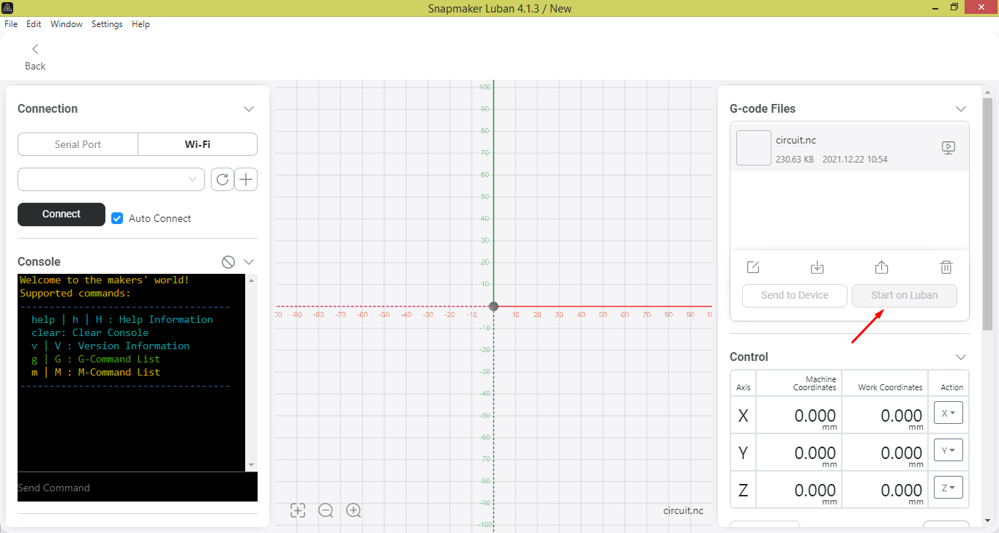 Snapmaker Luban 4.1.3 / New
File Edit Window Settings Help
Back
Connection
Serial Port Wi-Fi
Connect Auto Connect
Console
Welcome to the makers' world!
Supported commands:
------------------------------------
help | h | H : Help Information
clear: Clear Console
v | V : Version Information
g | G : G-Command List
m | M : M-Command List
------------------------------------
Send Command
100
90
80
70
60
50
40
30
20
10
00 -90 -80 -70 -60 -50 -40 -30 -20 -10 10 20 30 40 50 60 70 80 90 10
-10
-20
-30
-40
-50
-60
-70
-80
-90
-100
circuit.nc
G-code Files
circuit.nc
230.63 KB 2021.12.22 10:54
Send to Device Start on Luban
Control
Axis Machine Coordinates Work Coordinates Action
X 0.000 mm 0.000 mm X
Y 0.000 mm 0.000 mm Y
Z 0.000 mm 0.000 mm Z